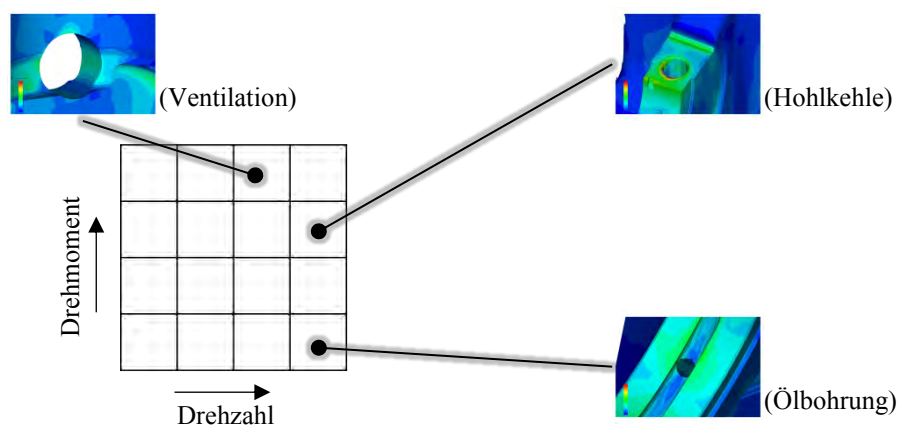 (Ventilation)
(Hohlkehle)
Drehmoment
(Ölbohrung)
Drehzahl